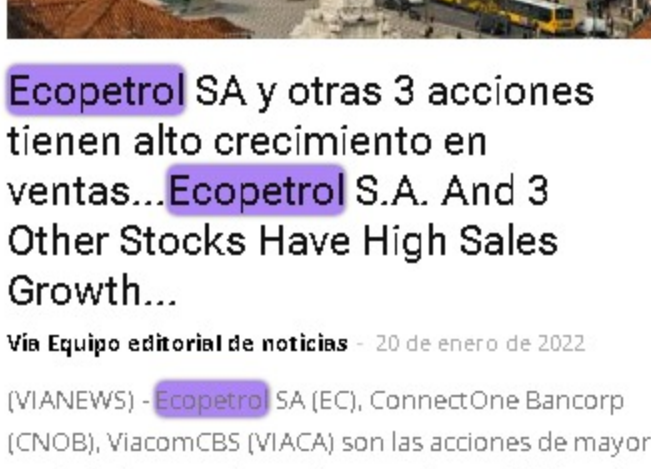 Ecopetrol SA y otras 3 acciones
tienen alto crecimiento en
ventas...Ecopetrol S.A. And 3
Other Stocks Have High Sales
Growth...
Vía Equipo editorial de noticias - 20 de enero de 2022
(VIANEWS) - Ecopetrol SA (EC), ConnectOne Bancorp
(CNOB), ViacomCBS (VIACA) son las acciones de mayor